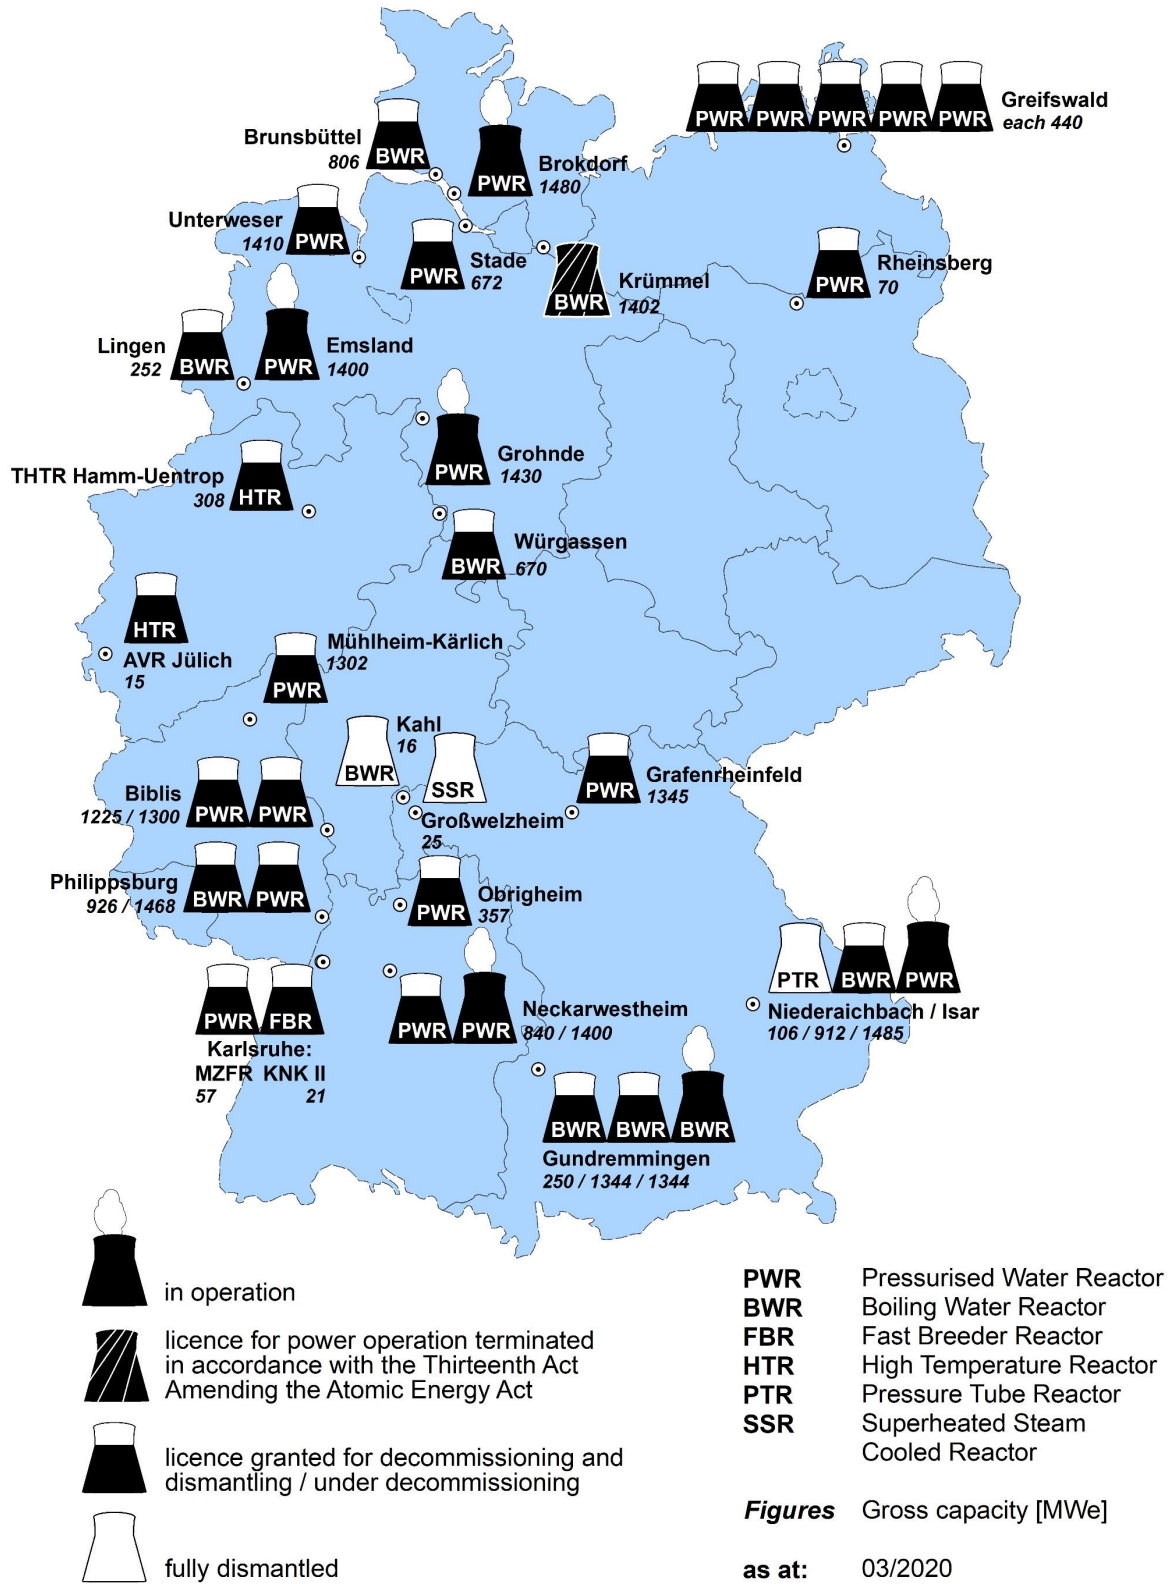 PWR PWR PWR PWR PWR
Greifswald
each 440
Brunsbüttel
806
BWR
PWR
Brokdorf
1480
Unterweser
1410
PWR
PWR
Stade
672
BWR
Krümmel
1402
PWR
Rheinsberg
70
Lingen
252
BWR
PWR
Emsland
1400
PWR
Grohnde
1430
THTR Hamm-Uentrop
308
HTR
BWR
Würgassen
670
HTR
AVR Jülich
15
Mühlheim-Kärlich
1302
PWR
Kahl
16
BWR
SSR
Großwelzheim
25
PWR
Grafenrheinfeld
1345
Biblis
1225 / 1300
PWR PWR
Philippsburg
926 / 1468
BWR PWR
PWR
Obrigheim
357
PTR BWR PWR
Niederaichbach / Isar
106 / 912 / 1485
PWR FBR
Karlsruhe:
MZFR KNK II
57 21
PWR PWR
Neckarwestheim
840 / 1400
BWR BWR BWR
Gundremmingen
250 / 1344 / 1344
in operation
licence for power operation terminated
in accordance with the Thirteenth Act
Amending the Atomic Energy Act
licence granted for decommissioning and
dismantling / under decommissioning
fully dismantled
PWR Pressurised Water Reactor
BWR Boiling Water Reactor
FBR Fast Breeder Reactor
HTR High Temperature Reactor
PTR Pressure Tube Reactor
SSR Superheated Steam
Cooled Reactor
Figures Gross capacity [MWe]
as at: 03/2020